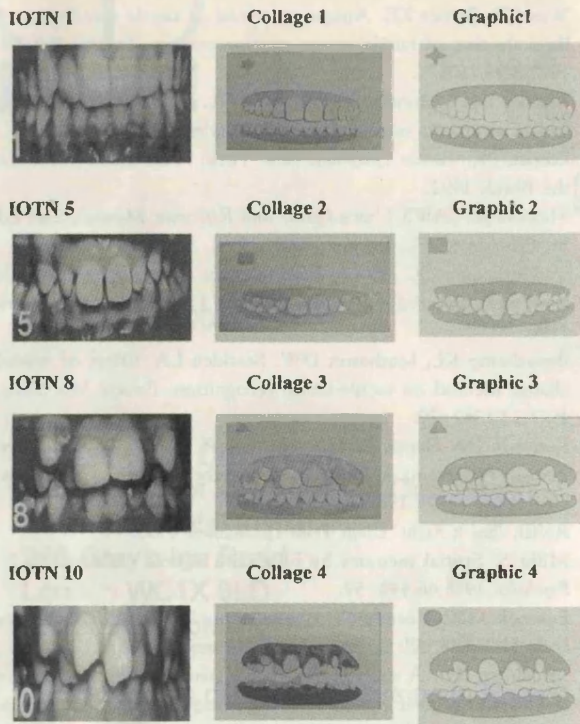 IOTN 1 Collage 1 Graphic1
1
IOTN 5 Collage 2 Graphic 2
5
IOTN 8 Collage 3 Graphic 3
8
IOTN 10 Collage 4 Graphic 4
10